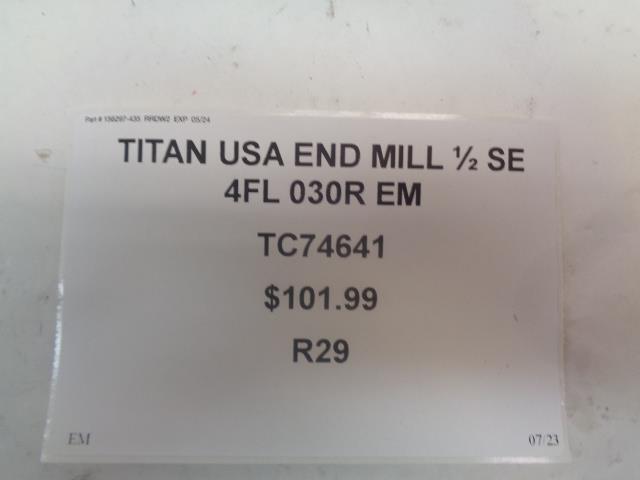 Part # 156297-435 RRDW2 EXP 05/24
TITAN USA END MILL ½ SE
4FL 030R EM
TC74641
$101.99
R29
EM 07/23